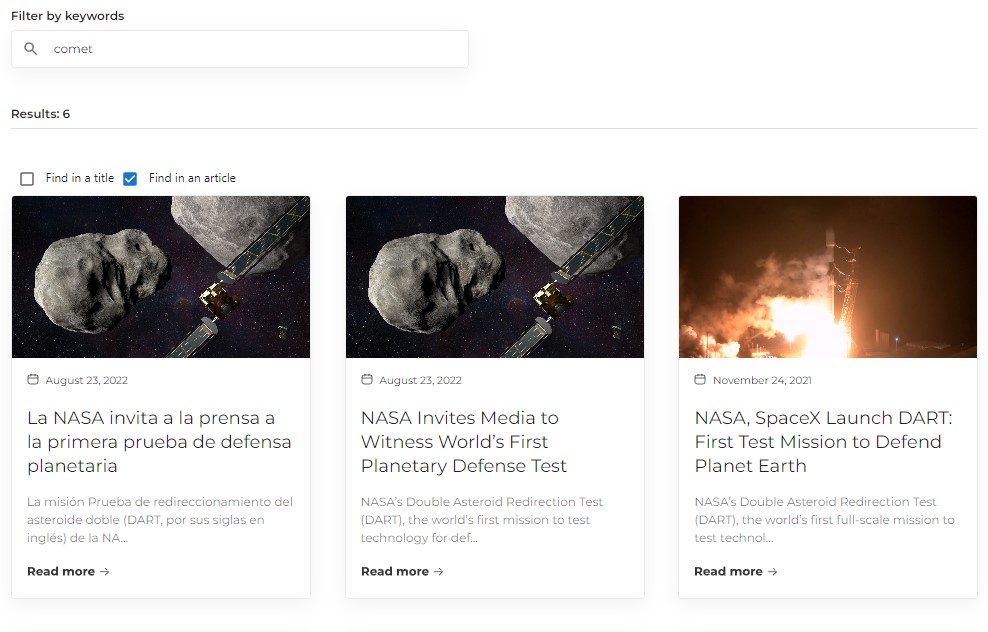 Filter by keywords
comet
Results: 6
Find in a title
Find in an article
August 23, 2022
La NASA invita a la prensa a
la primera prueba de defensa
planetaria
La misión Prueba de redireccionamiento del
asteroide doble (DART, por sus siglas en
inglés) de la NA...
Read more →
August 23, 2022
NASA Invites Media to
Witness World’s First
Planetary Defense Test
NASA’s Double Asteroid Redirection Test
(DART), the world’s first mission to test
technology for def...
Read more →
November 24, 2021
NASA, SpaceX Launch DART:
First Test Mission to Defend
Planet Earth
NASA’s Double Asteroid Redirection Test
(DART), the world’s first full-scale mission to
test technol...
Read more →